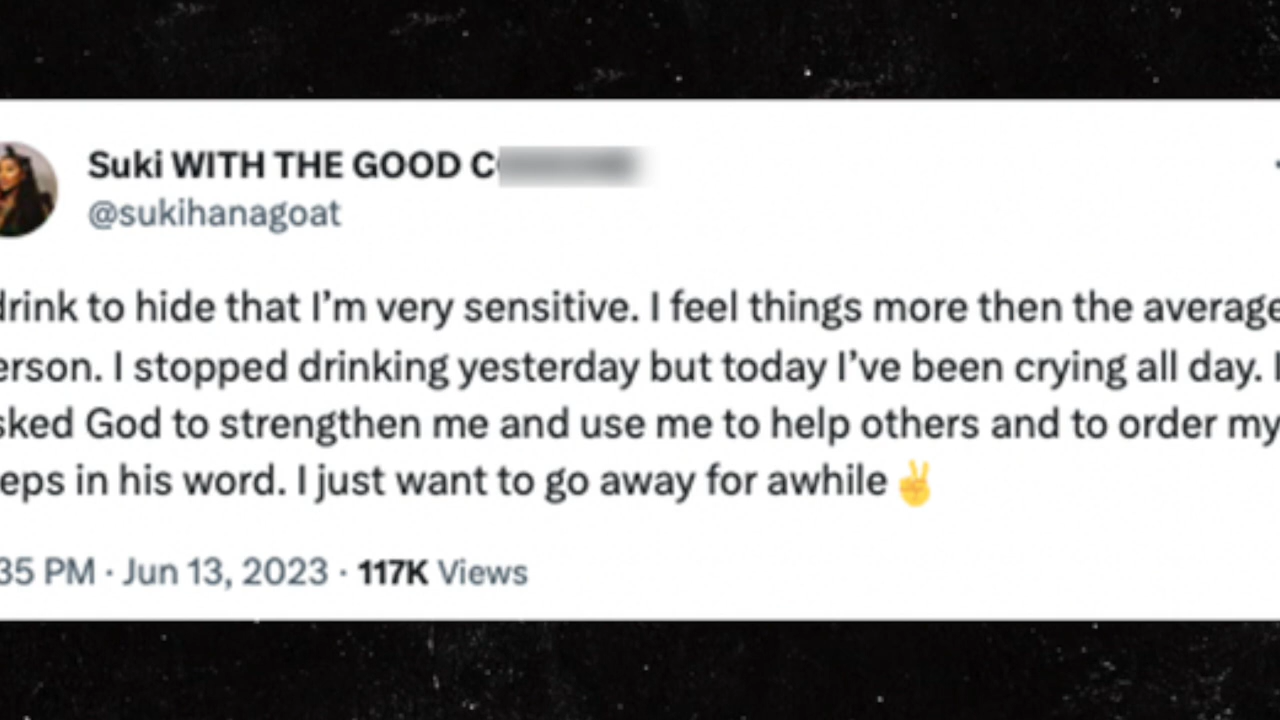 Suki WITH THE GOOD C
@sukihanagoat
drink to hide that I’m very sensitive. I feel things more then the average
erson. I stopped drinking yesterday but today I’ve been crying all day. I
sked God to strengthen me and use me to help others and to order my
eps in his word. I just want to go away for awhile ✌️
35 PM · Jun 13, 2023 · 117K Views